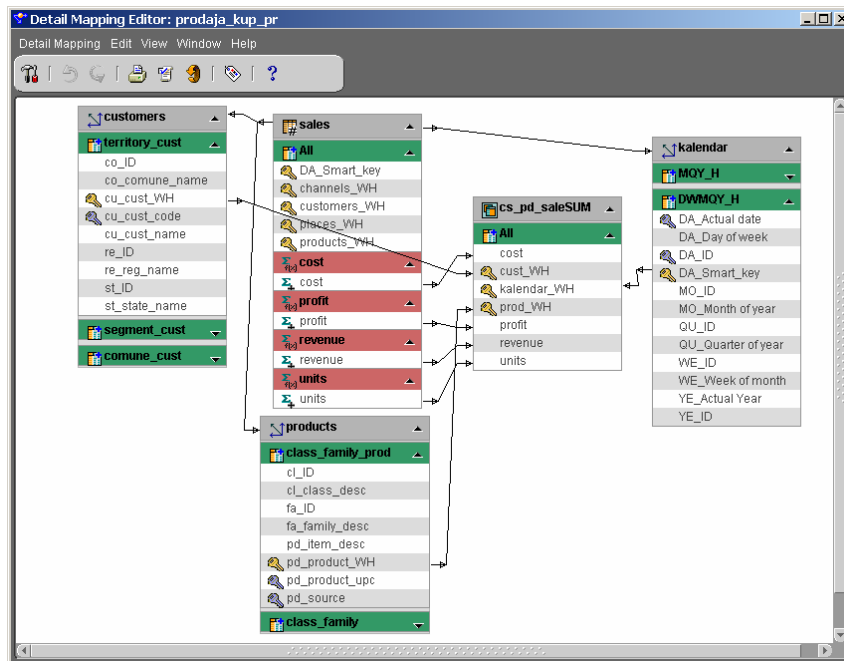 Detail Mapping Editor: prodaja_kup_pr
Detail Mapping Edit View Window Help
customers
territory_cust
co_ID
co_comune_name
cu_cust_WH
cu_cust_code
cu_cust_name
re_ID
re_reg_name
st_ID
st_state_name
segment_cust
comune_cust
sales
All
DA_Smart_key
channels_WH
customers_WH
places_WH
products_WH
cost
cost
profit
profit
revenue
revenue
units
units
products
class_family_prod
cl_ID
cl_class_desc
fa_ID
fa_family_desc
pd_item_desc
pd_product_WH
pd_product_upc
pd_source
class_family
cs_pd_saleSUM
All
cost
cust_WH
kalendar_WH
prod_WH
profit
revenue
units
kalendar
MQY_H
DWMQY_H
DA_Actual date
DA_Day of week
DA_ID
DA_Smart_key
MO_ID
MO_Month of year
QU_ID
QU_Quarter of year
WE_ID
WE_Week of month
YE_Actual Year
YE_ID